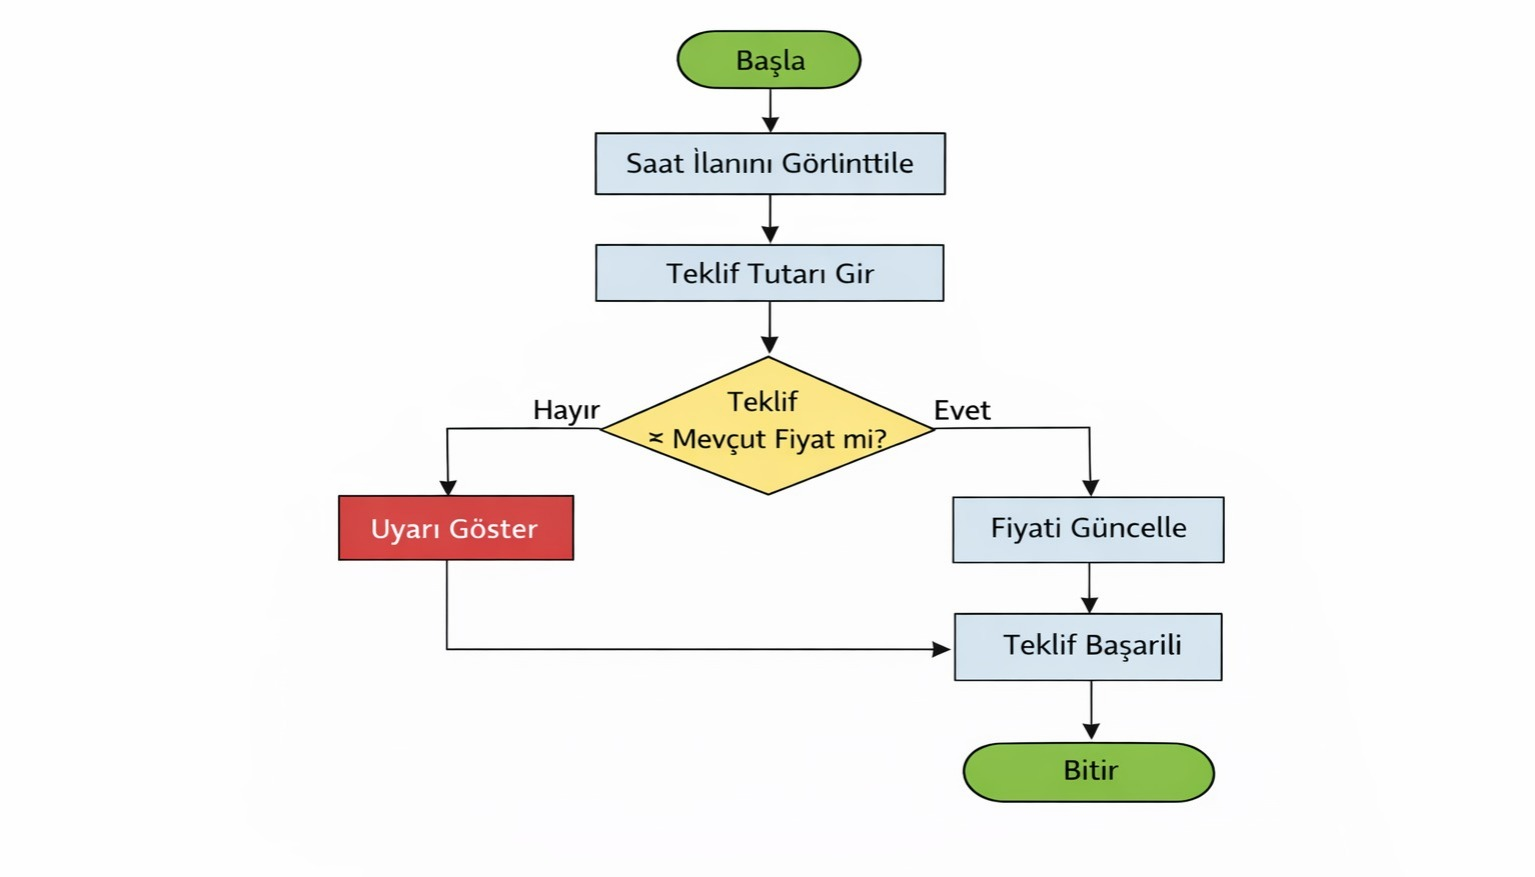 Başla
Saat İlanını Görlinttile
Teklif Tutarı Gir
Teklif
Mevçut Fiyat mi?
Hayır
Evet
Uyarı Göster
Fiyati Güncelle
Teklif Başarili
Bitir